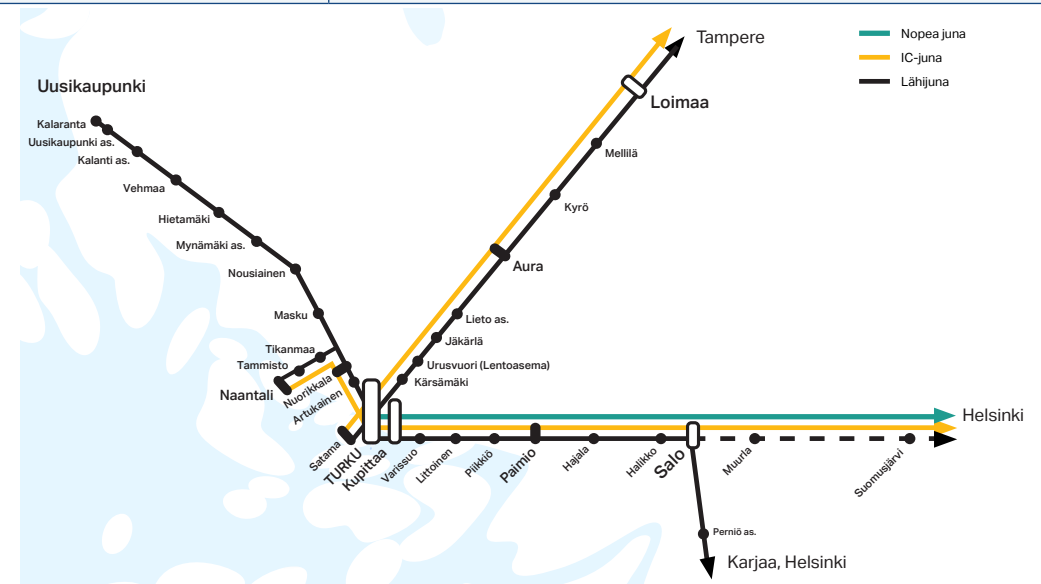 Tampere
Nopea juna
IC-juna
Lähijuna
Uusikaupunki
Loimaa
Kalaranta
Uusikaupunki as.
Kalanti as.
Mellilä
Vehmaa
Kyrö
Hietamäki
Mynämäki as.
Aura
Nousiainen
Masku
Lieto as.
Jäkärlä
Tikanmaa
Tammisto
Urusvuori (Lentoasema)
Kärsämäki
Naantali
Nuorikkala
Artukainen
Helsinki
Satama
TURKU
Kupittaa
Varissuo
Littoinen
Piikkiö
Paimio
Hajala
Halikko
Salo
Muurla
Suomusjärvi
Perniö as.
Karjaa, Helsinki